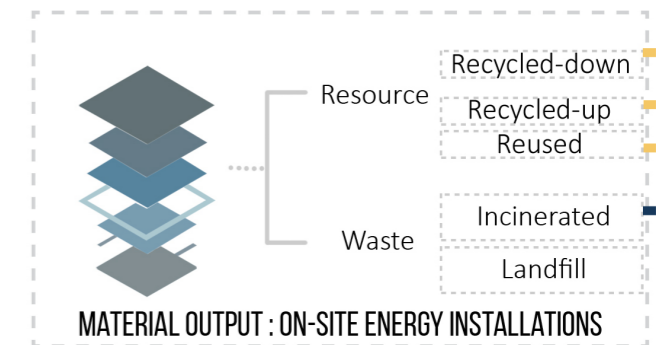 Resource
Recycled-down
Recycled-up
Reused
Waste
Incinerated
Landfill
MATERIAL OUTPUT : ON-SITE ENERGY INSTALLATIONS